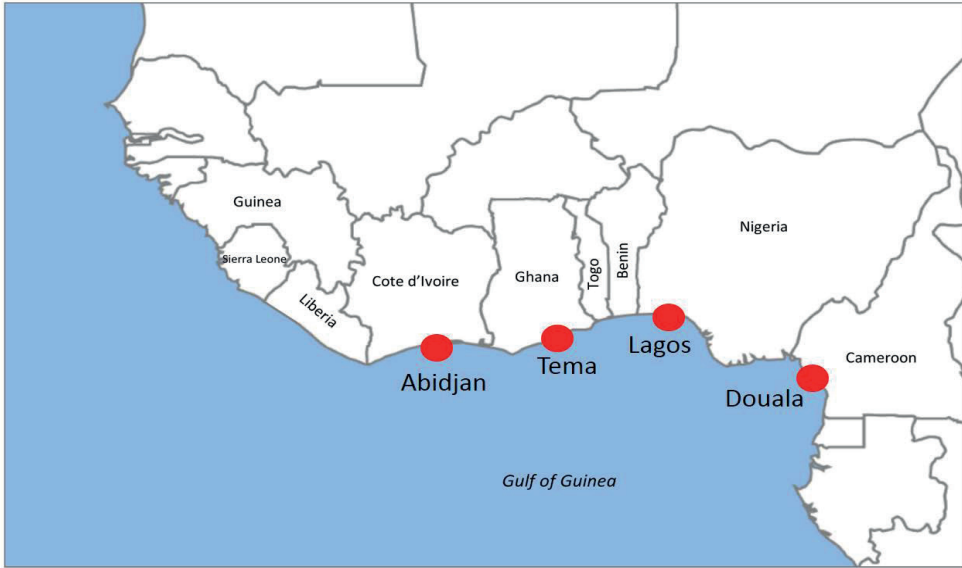 Guinea
Sierra Leone
Liberia
Cote d’Ivoire
Ghana
Togo
Benin
Nigeria
Cameroon
Abidjan
Tema
Lagos
Douala
Gulf of Guinea